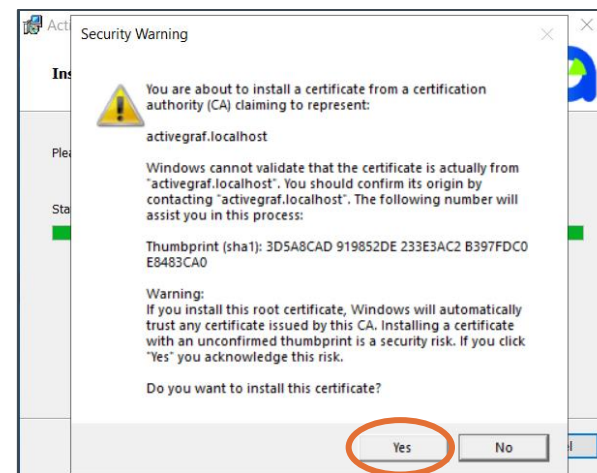 Acti
Security Warning
Ins
You are about to install a certificate from a certification
authority (CA) claiming to represent:
activegraf.localhost
Plea
Windows cannot validate that the certificate is actually from
"activegraf.localhost". You should confirm its origin by
contacting "activegraf.localhost". The following number will
assist you in this process:
Sta
Thumbprint (sha1): 3D5A8CAD 919852DE 233E3AC2 B397FDC0
E8483CA0
Warning:
If you install this root certificate, Windows will automatically
trust any certificate issued by this CA. Installing a certificate
with an unconfirmed thumbprint is a security risk. If you click
"Yes" you acknowledge this risk.
Do you want to install this certificate?
Yes
No
el